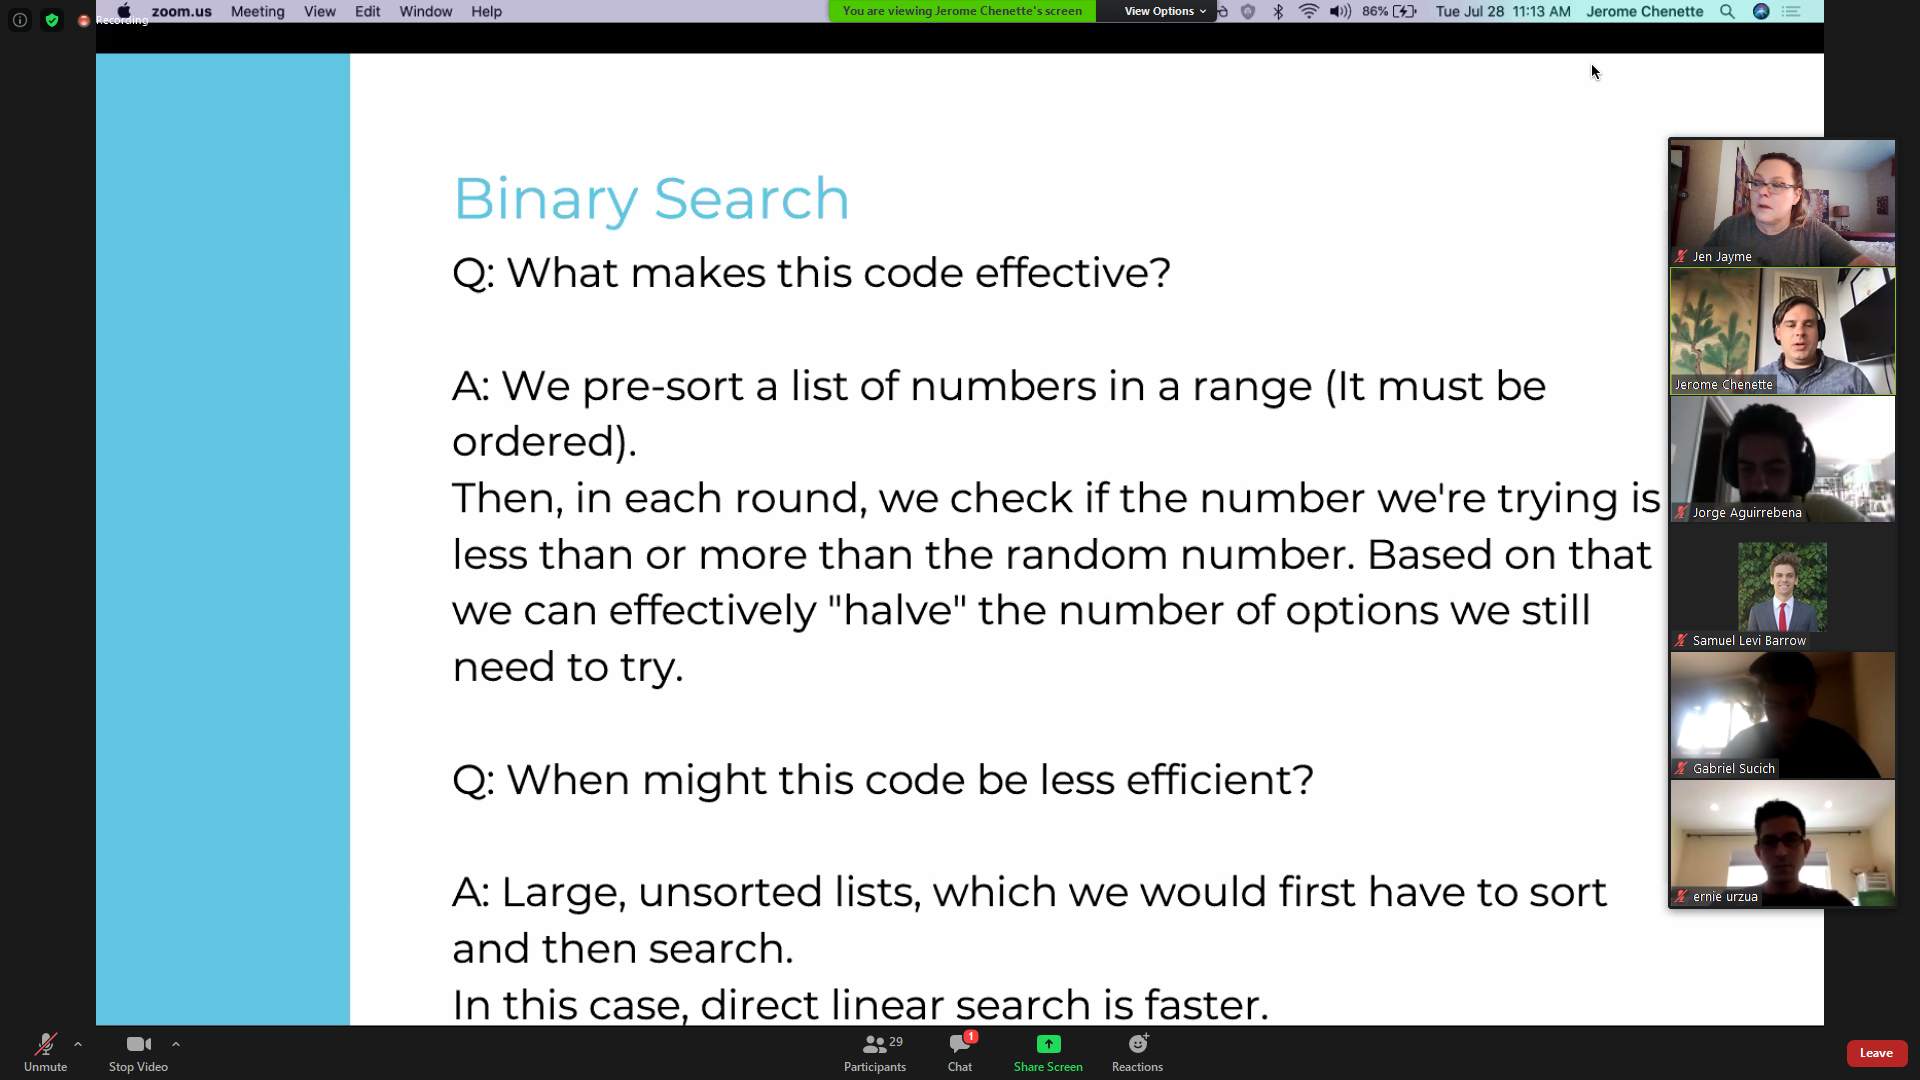 Recording
zoom.us Meeting View Edit Window Help
You are viewing Jerome Chenette's screen
View Options
86%
Tue Jul 28 11:13 AM
Jerome Chenette
Binary Search
Q: What makes this code effective?
A: We pre-sort a list of numbers in a range (It must be
ordered).
Then, in each round, we check if the number we're trying is
less than or more than the random number. Based on that
we can effectively "halve" the number of options we still
need to try.
Q: When might this code be less efficient?
A: Large, unsorted lists, which we would first have to sort
and then search.
In this case, direct linear search is faster.
Jen Jayme
Jerome Chenette
Jorge Aguirrebena
Samuel Levi Barrow
Gabriel Sucich
ernie urzua
Unmute
Stop Video
29
Participants
1
Chat
Share Screen
Reactions
Leave